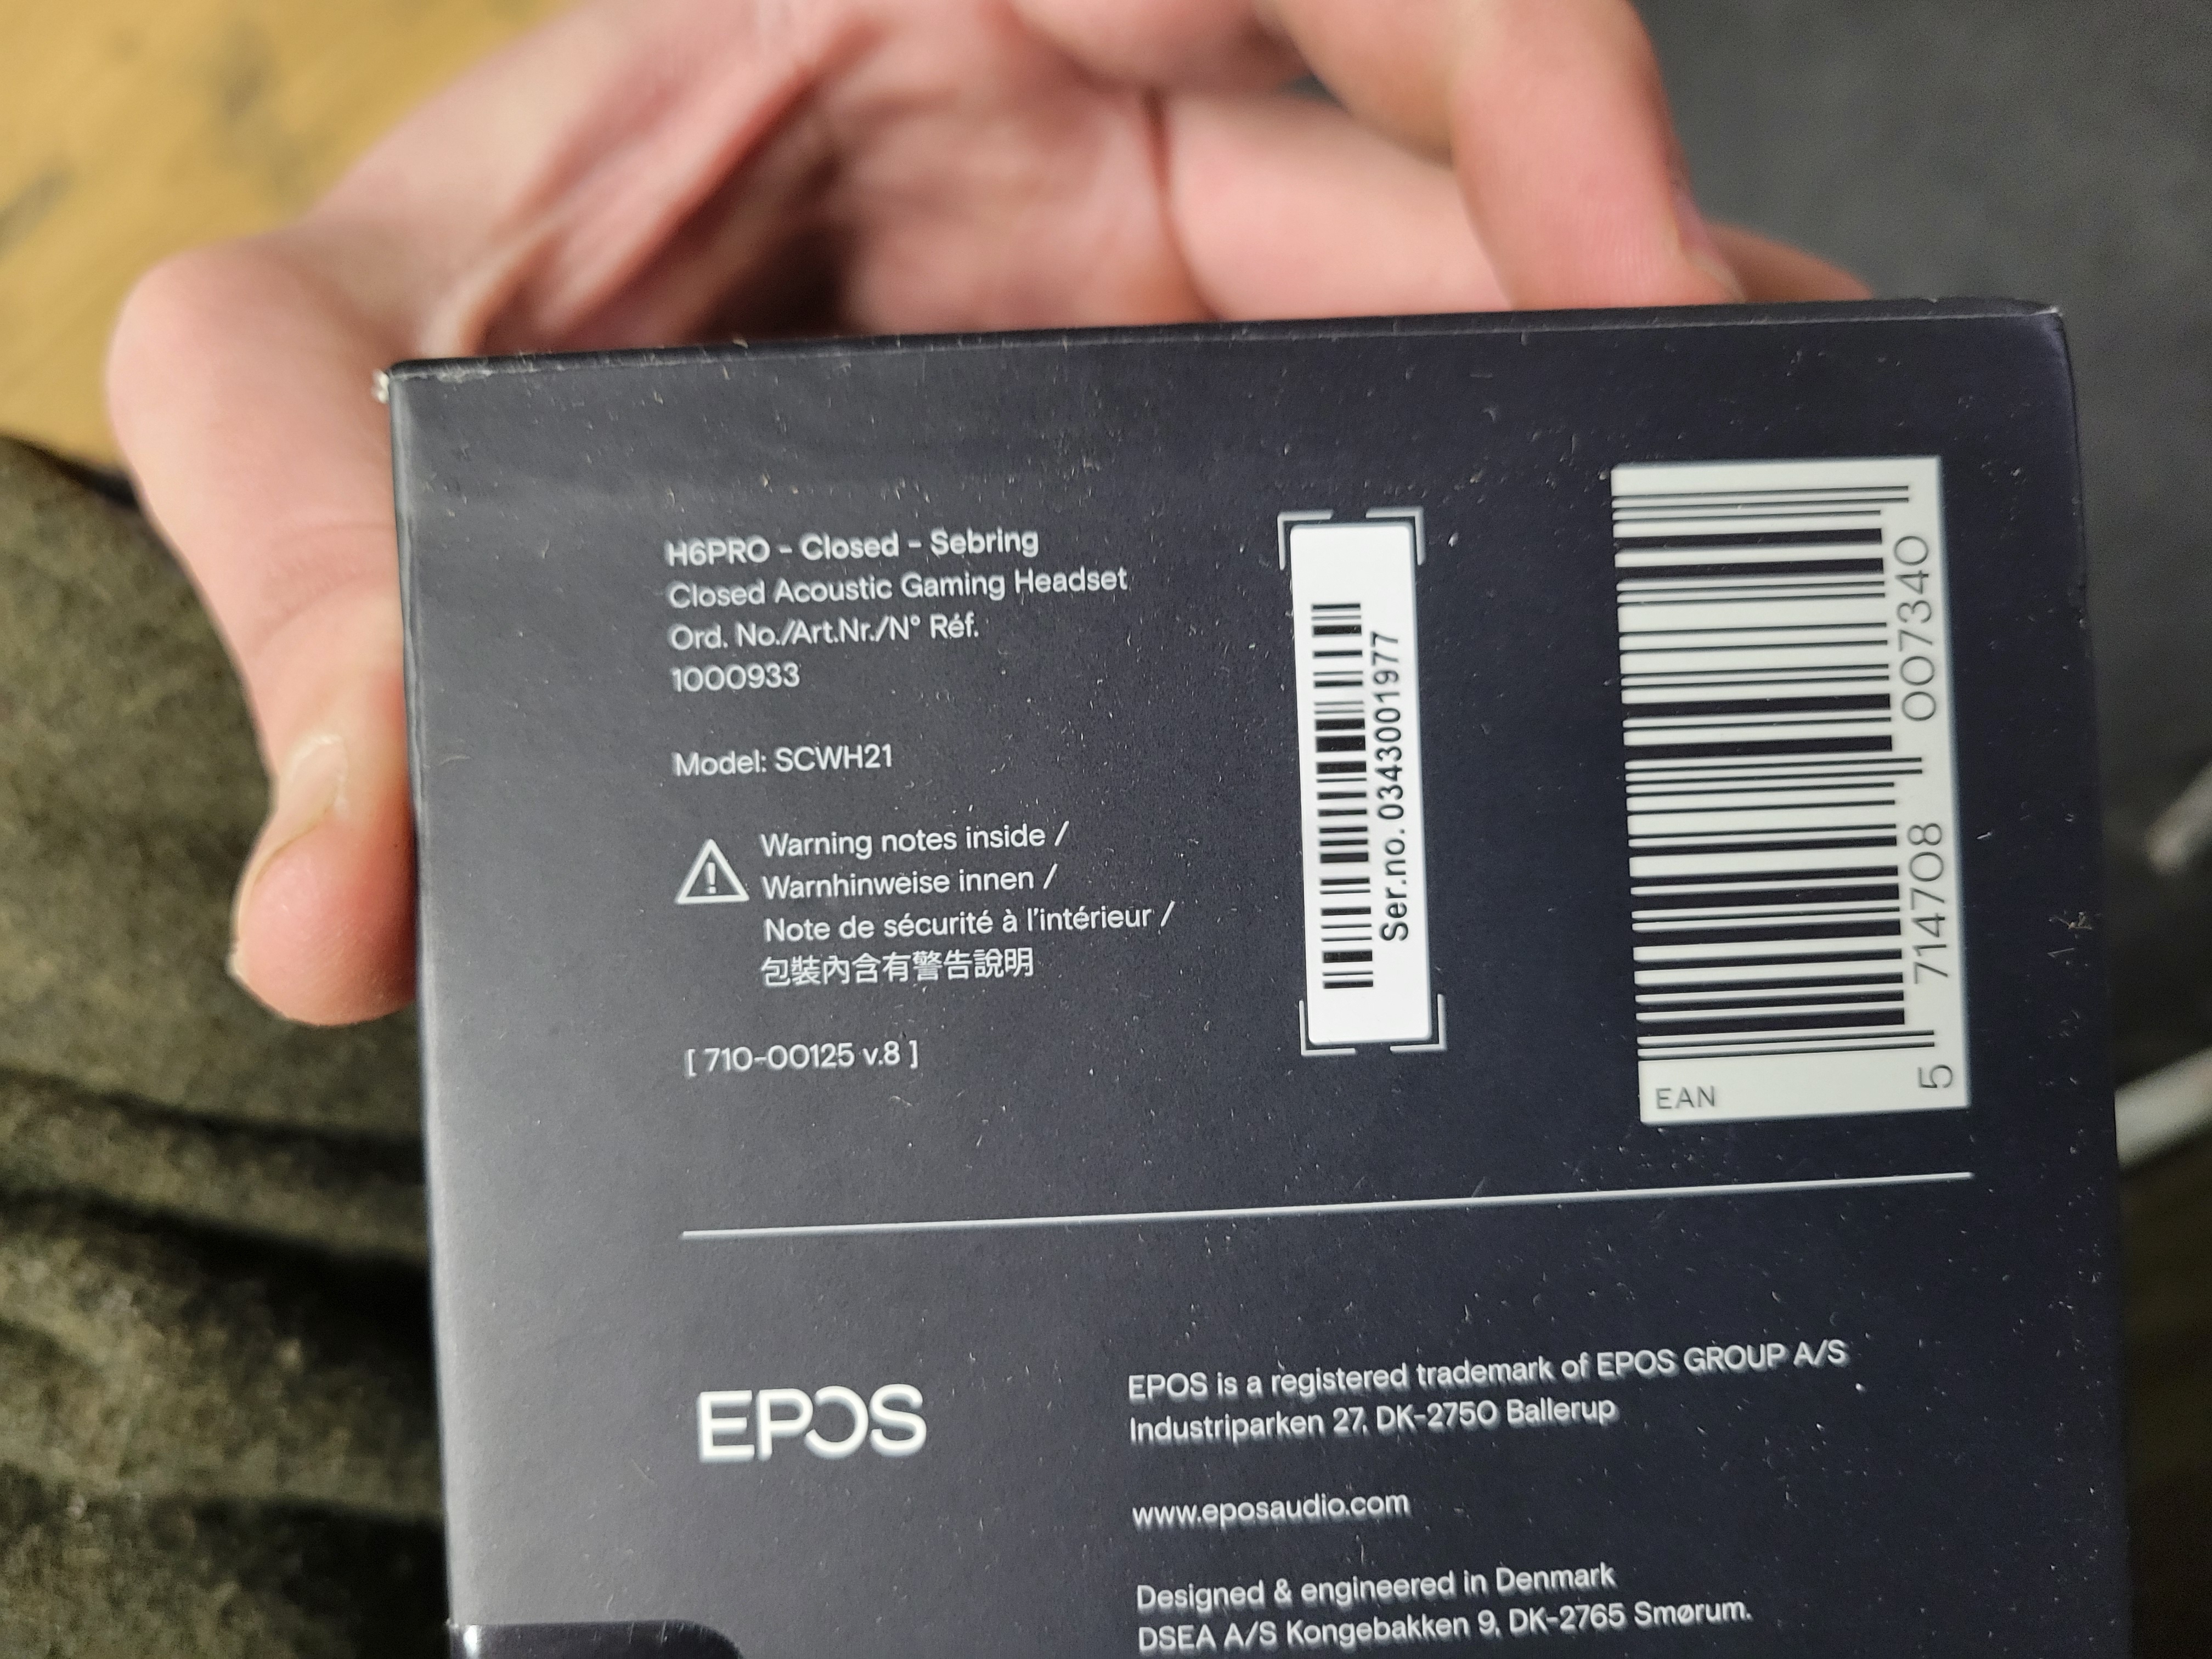 H6PRO - Closed - Sebring
Closed Acoustic Gaming Headset
Ord. No./Art.Nr./N° Réf.
1000933
Model: SCWH21
Warning notes inside /
Warnhinweise innen /
Note de sécurité à l'intérieur /
包裝內含有警告說明
[ 710-00125 v.8 ]
Ser.no. 0343001977
5 714708 007340
EAN
EPOS
EPOS is a registered trademark of EPOS GROUP A/S
Industriparken 27, DK-2750 Ballerup
www.eposaudio.com
Designed & engineered in Denmark
DSEA A/S Kongebakken 9, DK-2765 Smørum.